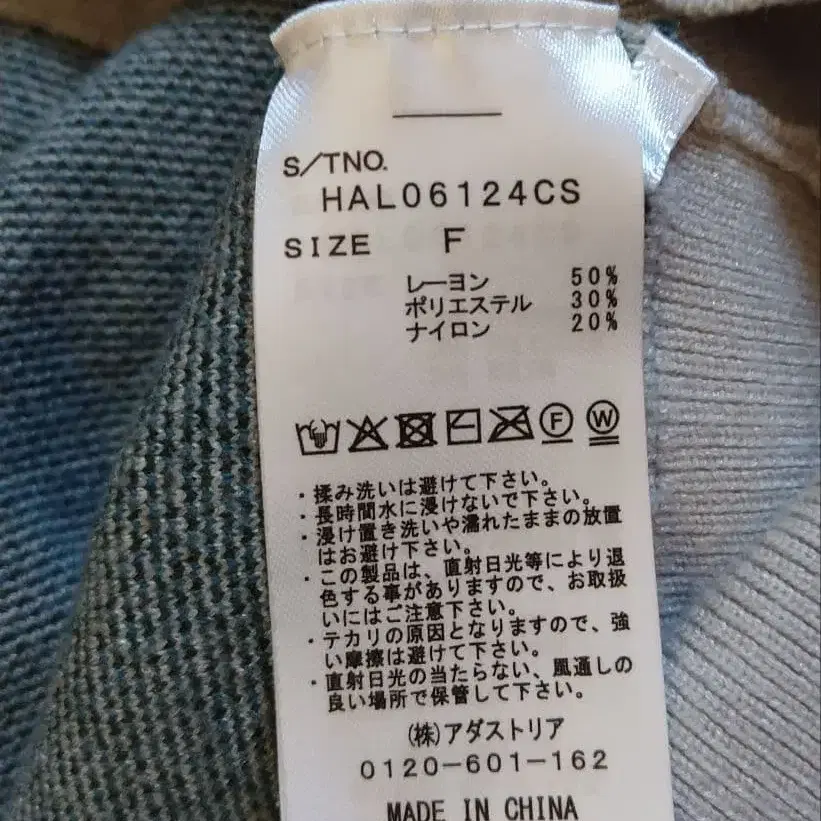 S/TNO.
HAL06124CS
SIZE F
レーヨン 50%
ポリエステル 30%
ナイロン 20%
F W
・揉み洗いは避けて下さい。
・長時間水に浸けないで下さい。
・浸け置き洗いや濡れたままの放置
はお避け下さい。
・この製品は、直射日光等により退
色する事がありますので、お取扱
いにはご注意下さい。
・テカリの原因となりますので、強
い摩擦は避けて下さい。
・直射日光の当たらない、風通しの
良い場所で保管して下さい。
(株)アダストリア
0120-601-162
MADE IN CHINA